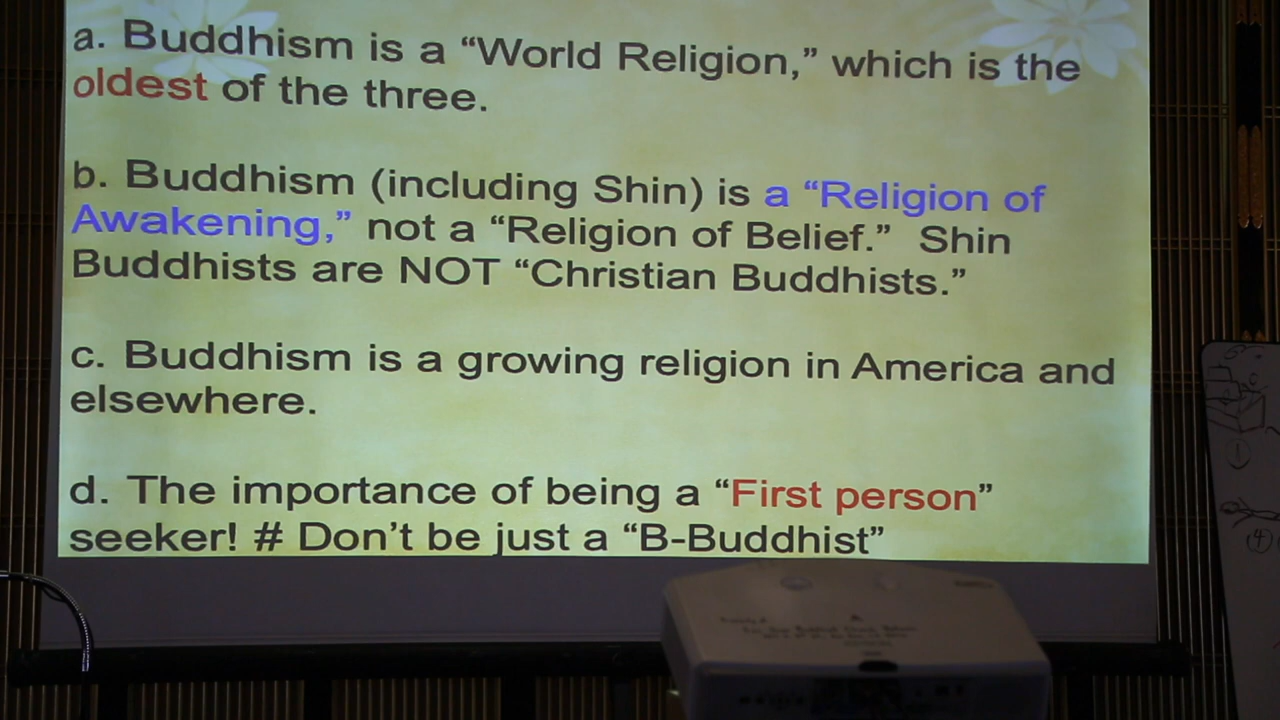 a. Buddhism is a “World Religion,” which is the
oldest of the three.
b. Buddhism (including Shin) is a “Religion of
Awakening,” not a “Religion of Belief.” Shin
Buddhists are NOT “Christian Buddhists.”
c. Buddhism is a growing religion in America and
elsewhere.
d. The importance of being a “First person”
seeker! # Don’t be just a “B-Buddhist”